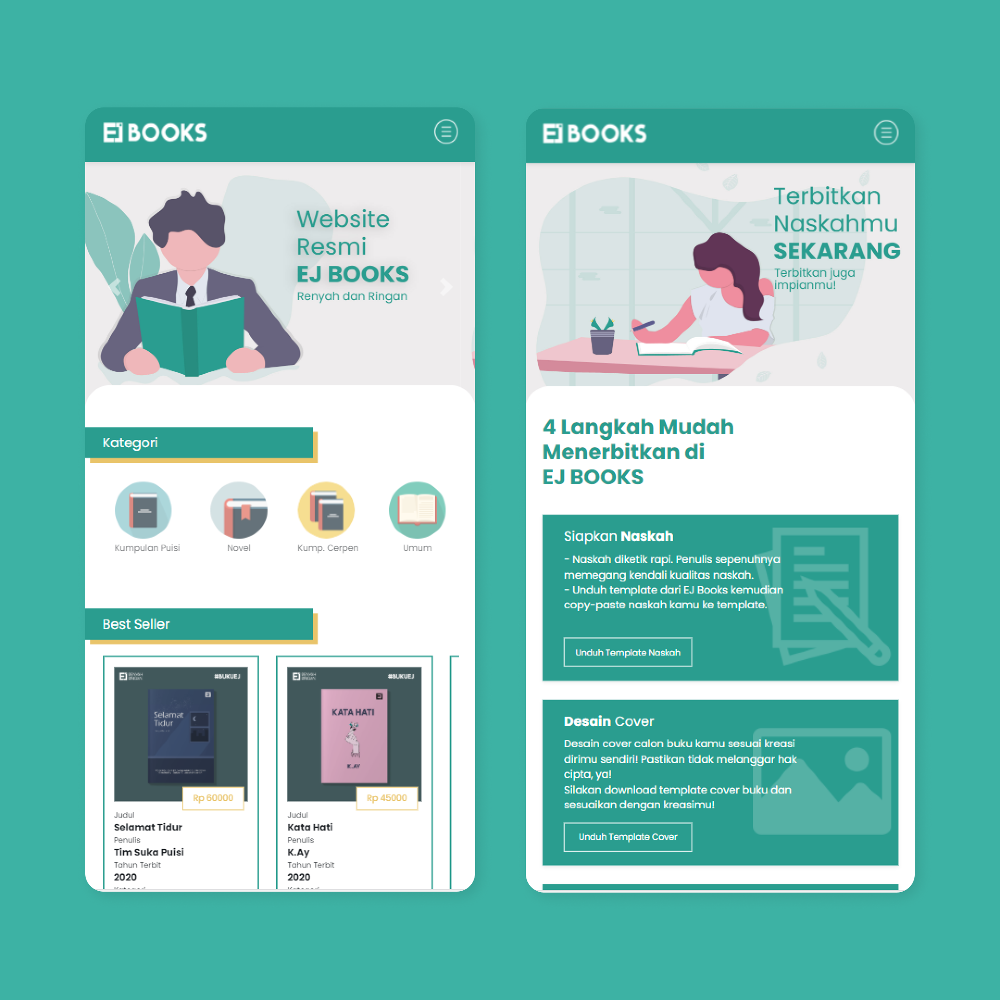 EJ BOOKS
Website
Resmi
EJ BOOKS
Renyah dan Ringan
Kategori
Kumpulan Puisi
Novel
Kump. Cerpen
Umum
Best Seller
EJ
#BUKUEJ
Selamat
Tidur
Rp 60000
Judul
Selamat Tidur
Penulis
Tim Suka Puisi
Tahun Terbit
2020
EJ
#BUKUEJ
KATA HATI
K.AY
Rp 45000
Judul
Kata Hati
Penulis
K.Ay
Tahun Terbit
2020
EJ BOOKS
Terbitkan
Naskahmu
SEKARANG
Terbitkan juga
impianmu!
4 Langkah Mudah
Menerbitkan di
EJ BOOKS
Siapkan Naskah
- Naskah diketik rapi. Penulis sepenuhnya
memegang kendali kualitas naskah.
- Unduh template dari EJ Books kemudian
copy-paste naskah kamu ke template.
Unduh Template Naskah
Desain Cover
Desain cover calon buku kamu sesuai kreasi
dirimu sendiri! Pastikan tidak melanggar hak
cipta, ya!
Silakan download template cover buku dan
sesuaikan dengan kreasimu!
Unduh Template Cover